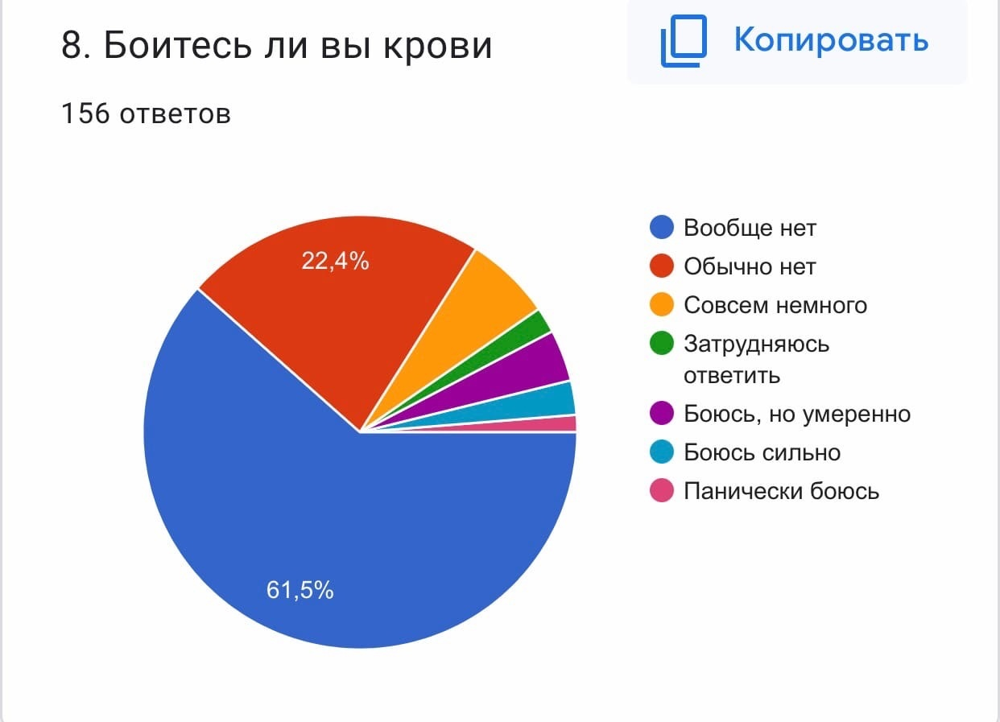 8. Боитесь ли вы крови
Копировать
156 ответов
22,4%
61,5%
Вообще нет
Обычно нет
Совсем немного
Затрудняюсь
ответить
Боюсь, но умеренно
Боюсь сильно
Панически боюсь